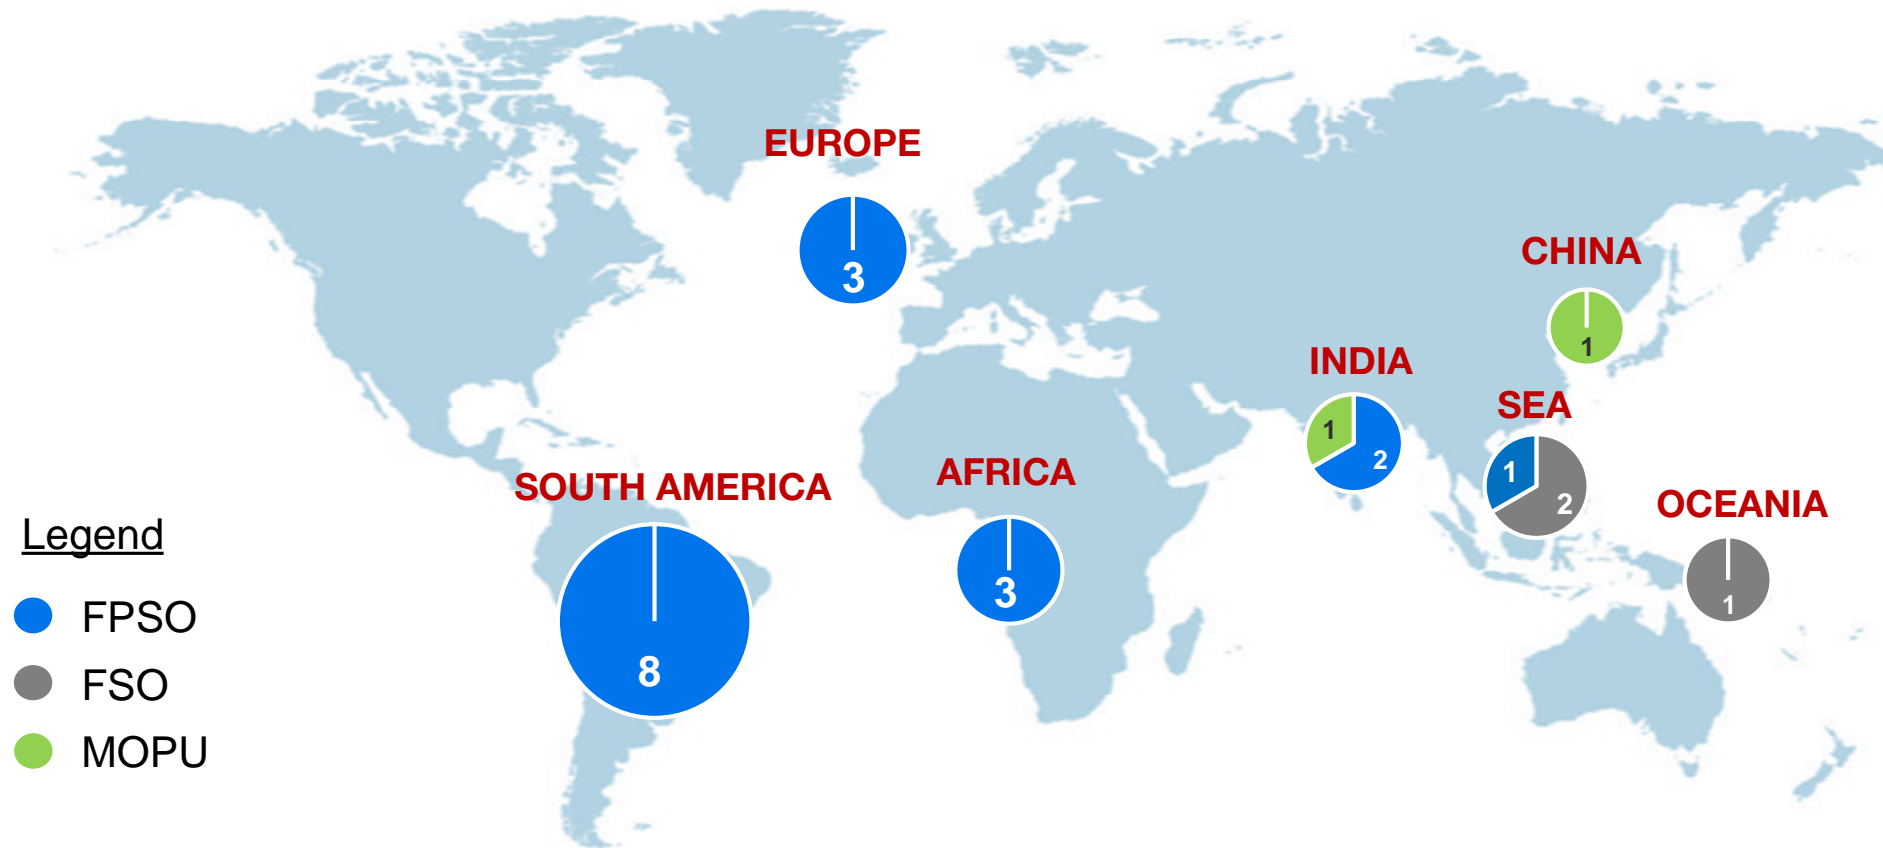 EUROPE
3
CHINA
1
INDIA
1
2
SEA
1
2
SOUTH AMERICA
8
AFRICA
3
OCEANIA
1
Legend
FPSO
FSO
MOPU